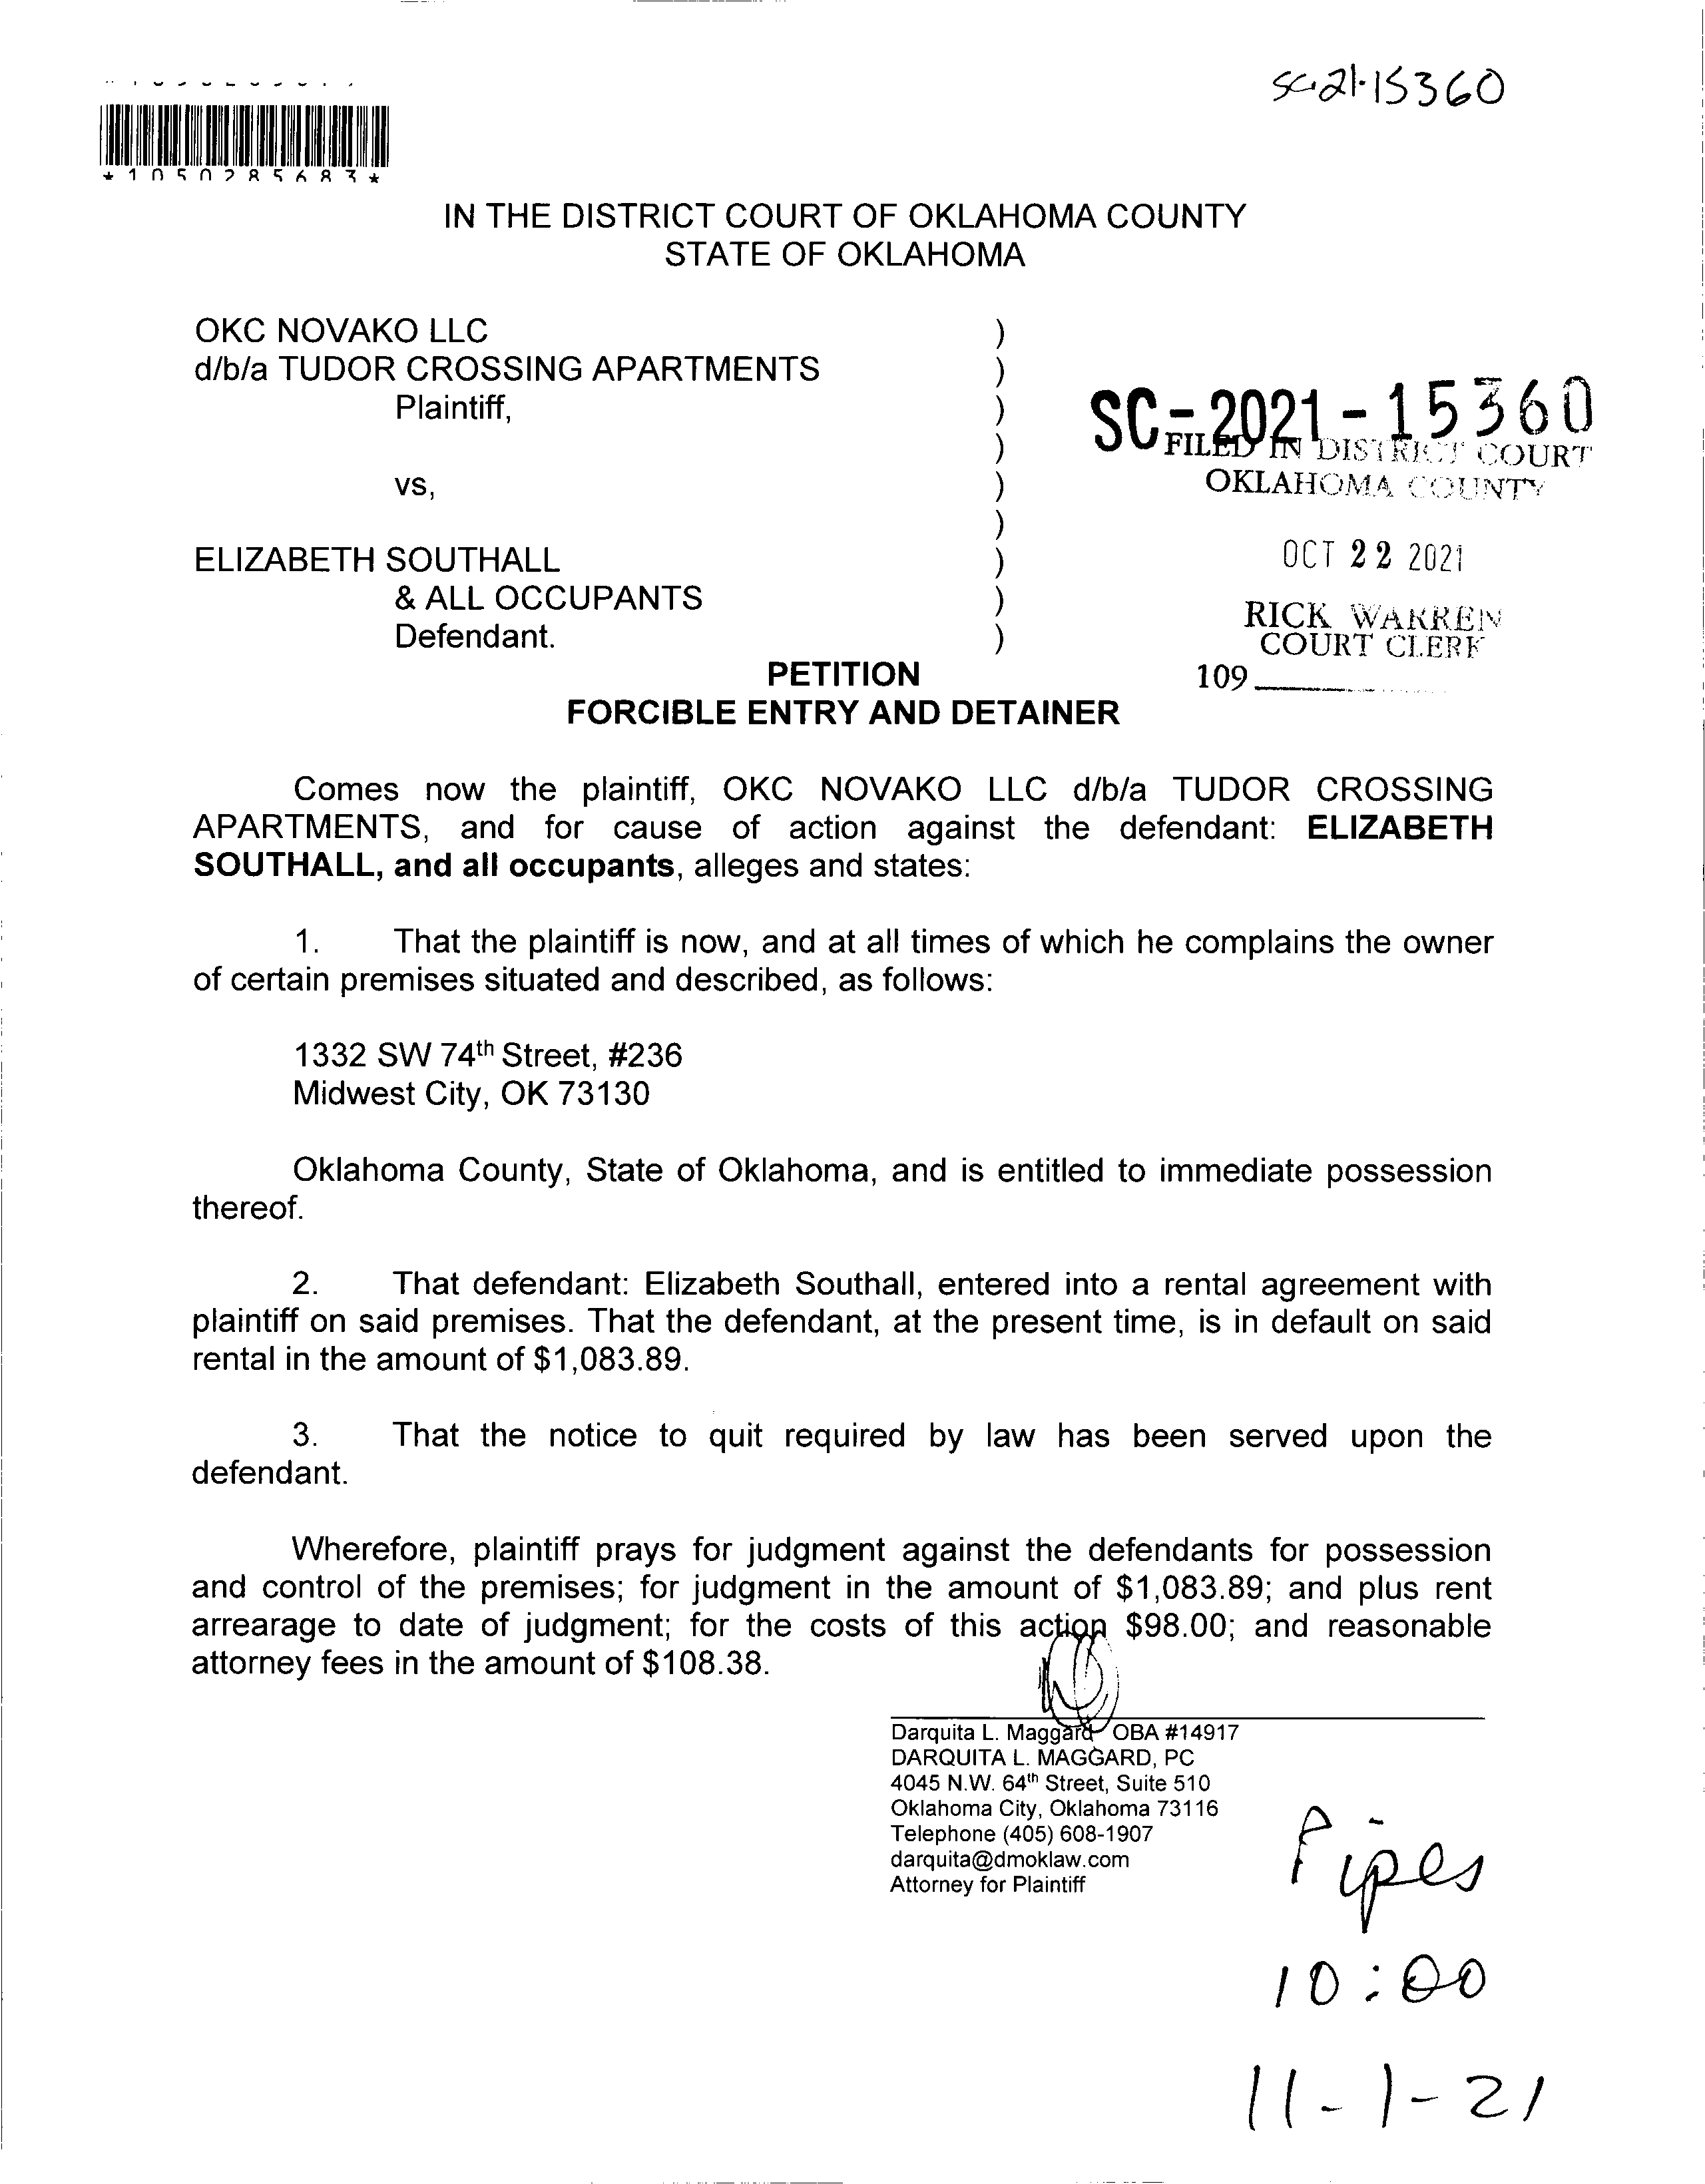 SC-21-15360
*1050285683*
IN THE DISTRICT COURT OF OKLAHOMA COUNTY
STATE OF OKLAHOMA
OKC NOVAKO LLC )
d/b/a TUDOR CROSSING APARTMENTS )
Plaintiff, )
)
vs, )
)
ELIZABETH SOUTHALL )
& ALL OCCUPANTS )
Defendant. )
SC-2021-15360
FILED IN DISTRICT COURT
OKLAHOMA COUNTY
OCT 22 2021
RICK WARREN
COURT CLERK
109
PETITION
FORCIBLE ENTRY AND DETAINER
Comes now the plaintiff, OKC NOVAKO LLC d/b/a TUDOR CROSSING
APARTMENTS, and for cause of action against the defendant: ELIZABETH
SOUTHALL, and all occupants, alleges and states:
1. That the plaintiff is now, and at all times of which he complains the owner
of certain premises situated and described, as follows:
1332 SW 74th Street, #236
Midwest City, OK 73130
Oklahoma County, State of Oklahoma, and is entitled to immediate possession
thereof.
2. That defendant: Elizabeth Southall, entered into a rental agreement with
plaintiff on said premises. That the defendant, at the present time, is in default on said
rental in the amount of $1,083.89.
3. That the notice to quit required by law has been served upon the
defendant.
Wherefore, plaintiff prays for judgment against the defendants for possession
and control of the premises; for judgment in the amount of $1,083.89; and plus rent
arrearage to date of judgment; for the costs of this action $98.00; and reasonable
attorney fees in the amount of $108.38.
Darquita L. Maggard OBA #14917
DARQUITA L. MAGGARD, PC
4045 N.W. 64th Street, Suite 510
Oklahoma City, Oklahoma 73116
Telephone (405) 608-1907
darquita@dmoklaw.com
Attorney for Plaintiff
Pipes
10:00
11-1-21